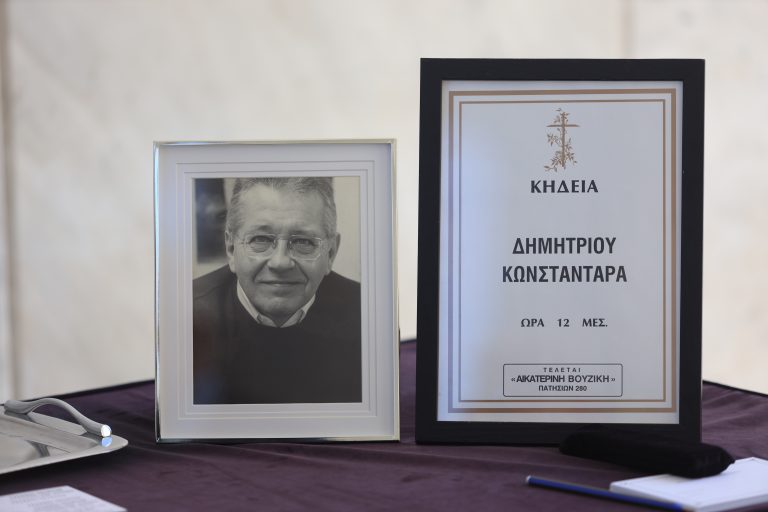 ΚΗΔΕΙΑ
ΔΗΜΗΤΡΙΟΥ
ΚΩΝΣΤΑΝΤΑΡΑ
ΩΡΑ 12 ΜΕΣ.
ΤΕΛΕΤΑΙ
«ΑΙΚΑΤΕΡΙΝΗ ΒΟΥΖΙΚΗ»
ΠΑΤΗΣΙΩΝ 280